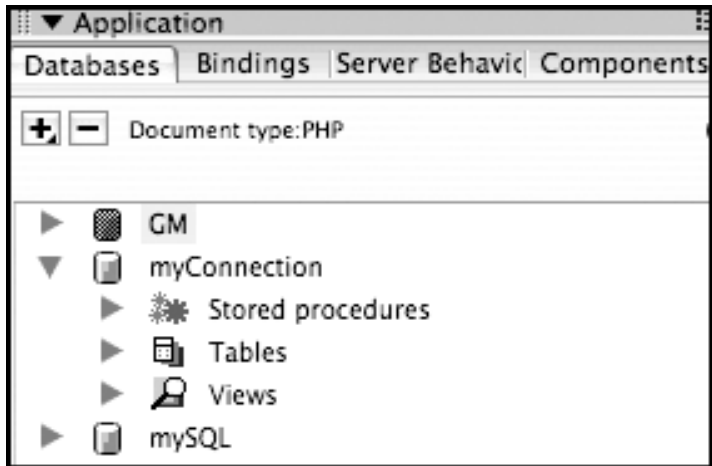 Application
Databases Bindings Server Behavic Components
Document type:PHP
GM
myConnection
Stored procedures
Tables
Views
mySQL